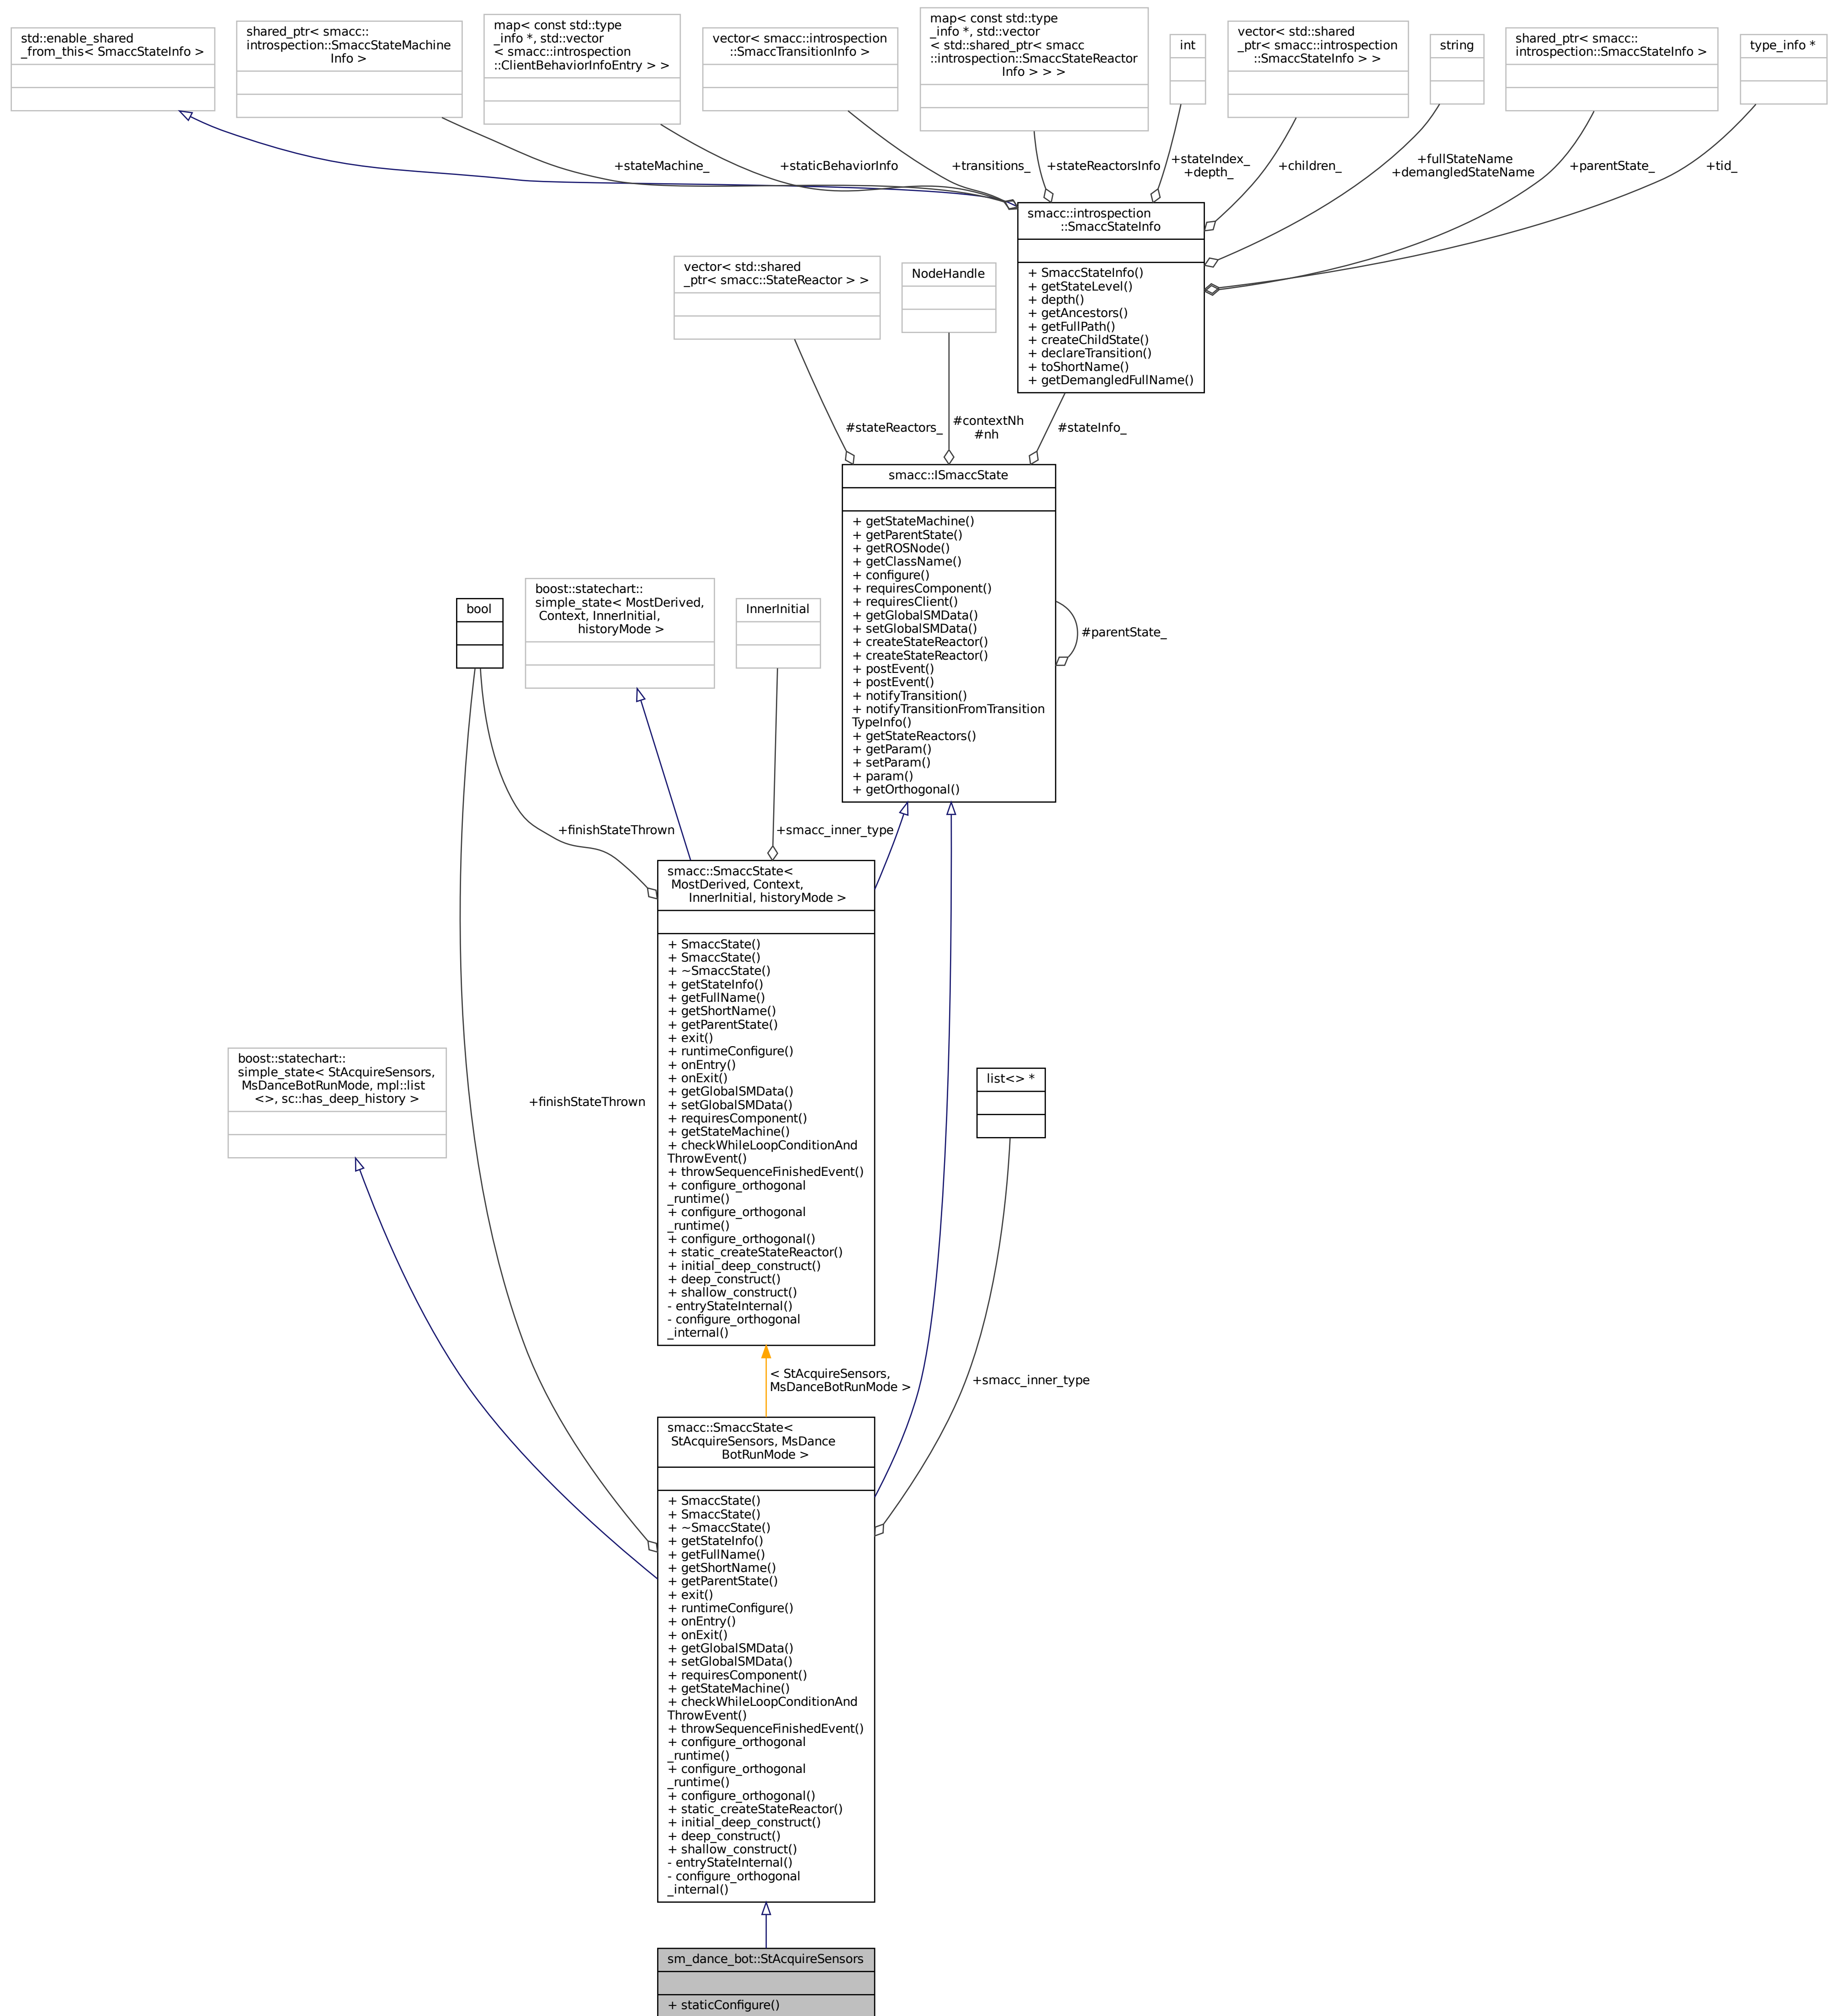 std::enable_shared
_from_this< SmaccStateInfo >
shared_ptr< smacc::
introspection::SmaccStateMachine
Info >
map< const std::type
_info *, std::vector
< smacc::introspection
::ClientBehaviorInfoEntry > >
vector< smacc::introspection
::SmaccTransitionInfo >
map< const std::type
_info *, std::vector
< std::shared_ptr< smacc
::introspection::SmaccStateReactor
Info > > >
int
vector< std::shared
_ptr< smacc::introspection
::SmaccStateInfo > >
string
shared_ptr< smacc::
introspection::SmaccStateInfo >
type_info *
+stateMachine_
+staticBehaviorInfo
+transitions_
+stateReactorsInfo
+stateIndex_
+depth_
+children_
+fullStateName
+demangledStateName
+parentState_
+tid_
smacc::introspection
::SmaccStateInfo
+ SmaccStateInfo()
+ getStateLevel()
+ depth()
+ getAncestors()
+ getFullPath()
+ createChildState()
+ declareTransition()
+ toShortName()
+ getDemangledFullName()
vector< std::shared
_ptr< smacc::StateReactor > >
NodeHandle
#stateReactors_
#contextNh
#nh
#stateInfo_
smacc::ISmaccState
+ getStateMachine()
+ getParentState()
+ getROSNode()
+ getClassName()
+ configure()
+ requiresComponent()
+ requiresClient()
+ getGlobalSMData()
+ setGlobalSMData()
+ createStateReactor()
+ createStateReactor()
+ postEvent()
+ postEvent()
+ notifyTransition()
+ notifyTransitionFromTransition
TypeInfo()
+ getStateReactors()
+ getParam()
+ setParam()
+ param()
+ getOrthogonal()
#parentState_
bool
boost::statechart::
simple_state< MostDerived,
Context, InnerInitial,
historyMode >
InnerInitial
+finishStateThrown
+smacc_inner_type
smacc::SmaccState<
MostDerived, Context,
InnerInitial, historyMode >
+ SmaccState()
+ SmaccState()
+ ~SmaccState()
+ getStateInfo()
+ getFullName()
+ getShortName()
+ getParentState()
+ exit()
+ runtimeConfigure()
+ onEntry()
+ onExit()
+ getGlobalSMData()
+ setGlobalSMData()
+ requiresComponent()
+ getStateMachine()
+ checkWhileLoopConditionAnd
ThrowEvent()
+ throwSequenceFinishedEvent()
+ configure_orthogonal
_runtime()
+ configure_orthogonal
_runtime()
+ configure_orthogonal()
+ static_createStateReactor()
+ initial_deep_construct()
+ deep_construct()
+ shallow_construct()
- entryStateInternal()
- configure_orthogonal
_internal()
boost::statechart::
simple_state< StAcquireSensors,
MsDanceBotRunMode, mpl::list
<>, sc::has_deep_history >
+finishStateThrown
list<> *
< StAcquireSensors,
MsDanceBotRunMode >
+smacc_inner_type
smacc::SmaccState<
StAcquireSensors, MsDance
BotRunMode >
+ SmaccState()
+ SmaccState()
+ ~SmaccState()
+ getStateInfo()
+ getFullName()
+ getShortName()
+ getParentState()
+ exit()
+ runtimeConfigure()
+ onEntry()
+ onExit()
+ getGlobalSMData()
+ setGlobalSMData()
+ requiresComponent()
+ getStateMachine()
+ checkWhileLoopConditionAnd
ThrowEvent()
+ throwSequenceFinishedEvent()
+ configure_orthogonal
_runtime()
+ configure_orthogonal
_runtime()
+ configure_orthogonal()
+ static_createStateReactor()
+ initial_deep_construct()
+ deep_construct()
+ shallow_construct()
- entryStateInternal()
- configure_orthogonal
_internal()
sm_dance_bot::StAcquireSensors
+ staticConfigure()